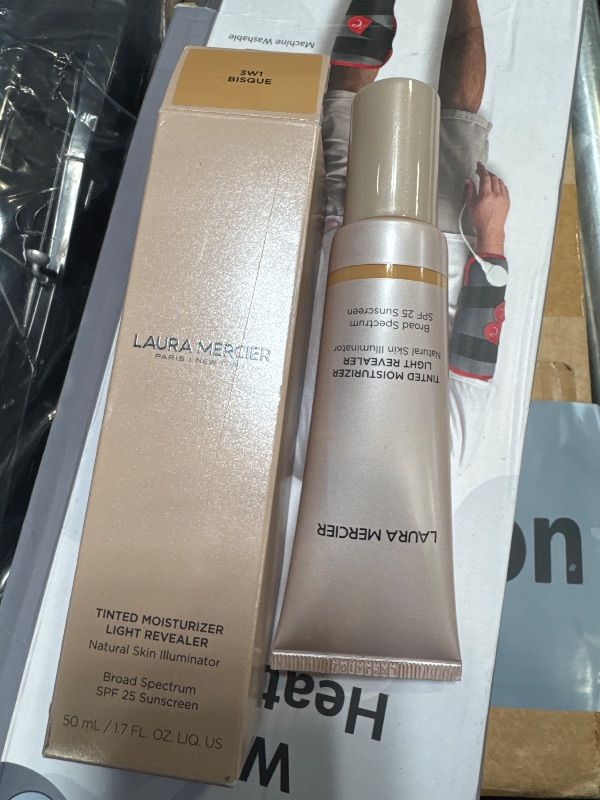 3W1
BISQUE
LAURA MERCIER
PARIS | NEW YORK
TINTED MOISTURIZER
LIGHT REVEALER
Natural Skin Illuminator
Broad Spectrum
SPF 25 Sunscreen
50 mL / 1.7 FL. OZ. LIQ. US
LAURA MERCIER
TINTED MOISTURIZER
LIGHT REVEALER
Natural Skin Illuminator
Broad Spectrum
SPF 25 Sunscreen
Machine Washable
on
W
Heat